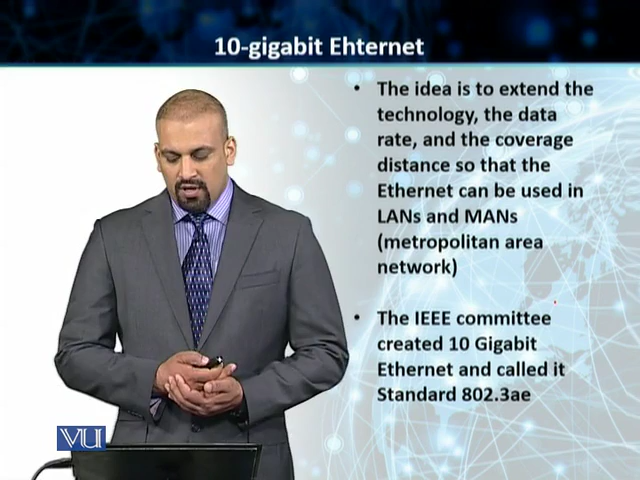 10-gigabit Ehternet
• The idea is to extend the
technology, the data
rate, and the coverage
distance so that the
Ethernet can be used in
LANs and MANs
(metropolitan area
network)
• The IEEE committee
created 10 Gigabit
Ethernet and called it
Standard 802.3ae
VU